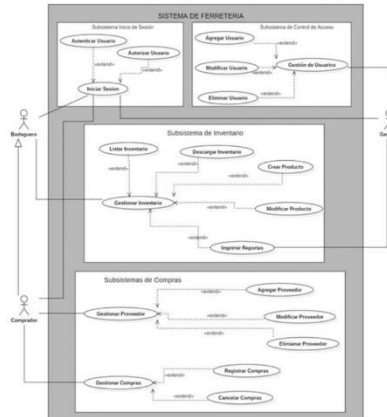 SISTEMA DE FERRETERIA
Subsistema Inicio de Sesión
Autenticar Usuario
Autorizar Usuario
«extend»
«extend»
Iniciar Sesion
Subsistema de Control de Acceso
Agregar Usuario
«extend»
Modificar Usuario
«extend»
Gestión de Usuarios
Eliminar Usuario
«extend»
Bodeguero
Subsistema de Inventario
Listar Inventario
Descargar Inventario
«extend»
«extend»
Crear Producto
«extend»
Gestionar Inventario
«extend»
Modificar Producto
«extend»
Imprimir Reportes
Comprador
Subsistemas de Compras
Agregar Proveedor
«extend»
Gestionar Proveedor
«extend»
Modificar Proveedor
«extend»
Elimianar Proveedor
Registrar Compras
«extend»
Gestionar Compras
«extend»
Cancelar Compras